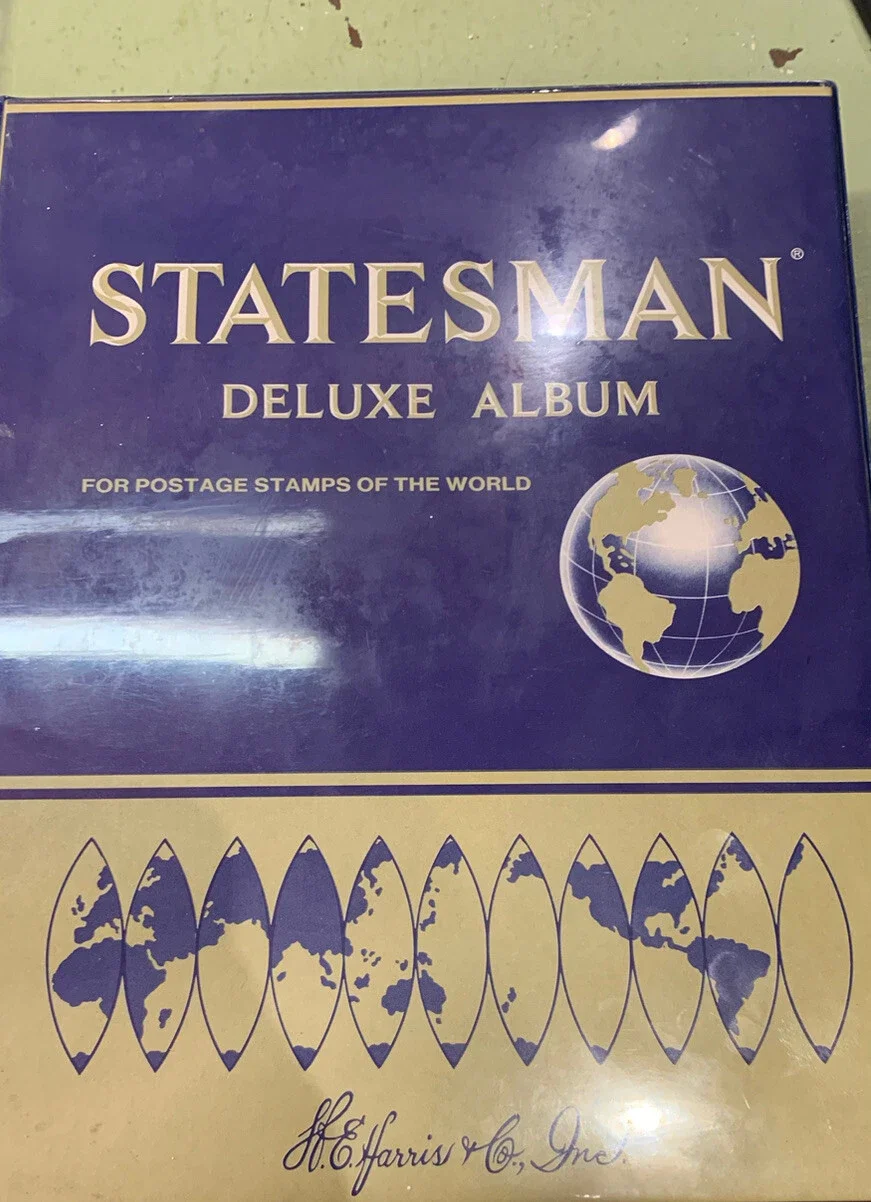 STATESMAN®
DELUXE ALBUM
FOR POSTAGE STAMPS OF THE WORLD
H.E. Harris & Co., Inc.